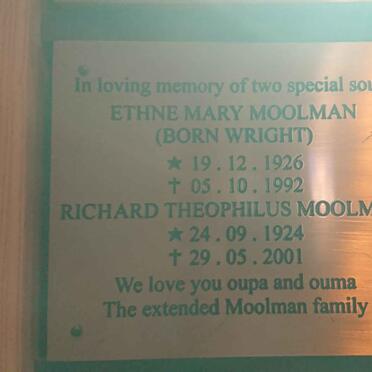 In loving memory of two special sou
ETHNE MARY MOOLMAN
(BORN WRIGHT)
★ 19.12.1926
✝ 05.10.1992
RICHARD THEOPHILUS MOOLM
★ 24.09.1924
✝ 29.05.2001
We love you oupa and ouma
The extended Moolman family